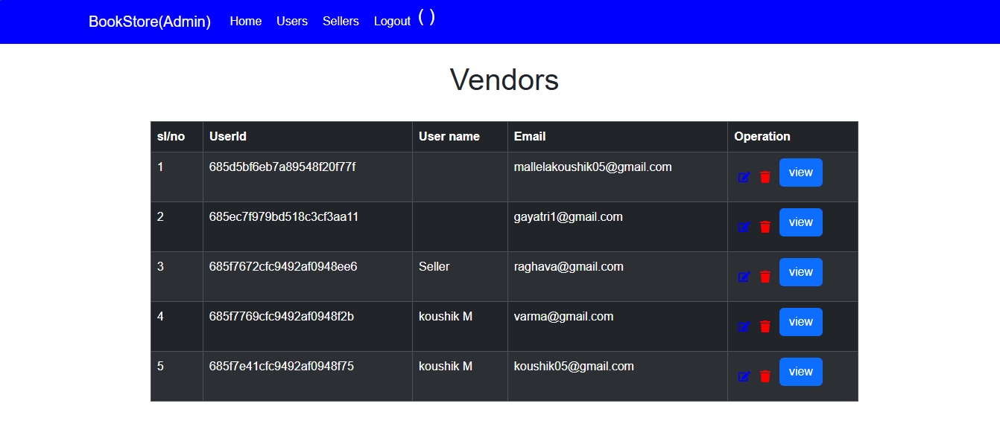 BookStore(Admin) Home Users Sellers Logout ( )
Vendors
sl/no UserId User name Email Operation
1 685d5bf6eb7a89548f20f77f mallelakoushik05@gmail.com view
2 685ec7f979bd518c3cf3aa11 gayatri1@gmail.com view
3 685f7672cfc9492af0948ee6 Seller raghava@gmail.com view
4 685f7769cfc9492af0948f2b koushik M varma@gmail.com view
5 685f7e41cfc9492af0948f75 koushik M koushik05@gmail.com view